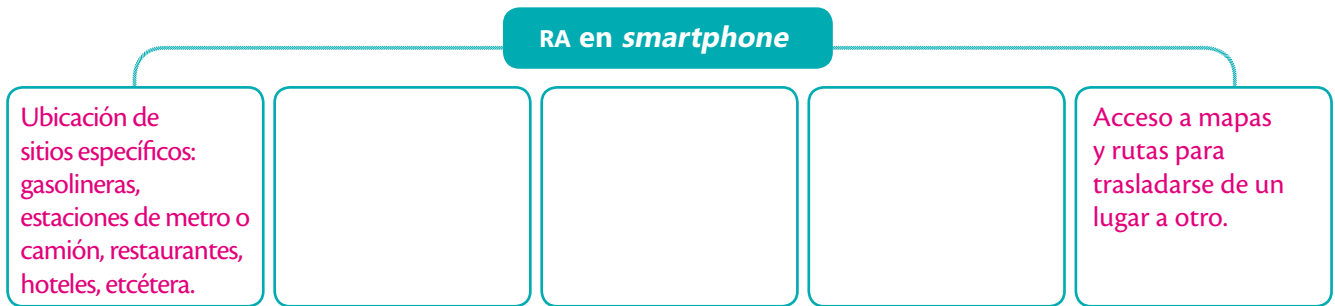 RA en smartphone
Ubicación de
sitios específicos:
gasolineras,
estaciones de metro o
camión, restaurantes,
hoteles, etcétera.
Acceso a mapas
y rutas para
trasladarse de un
lugar a otro.